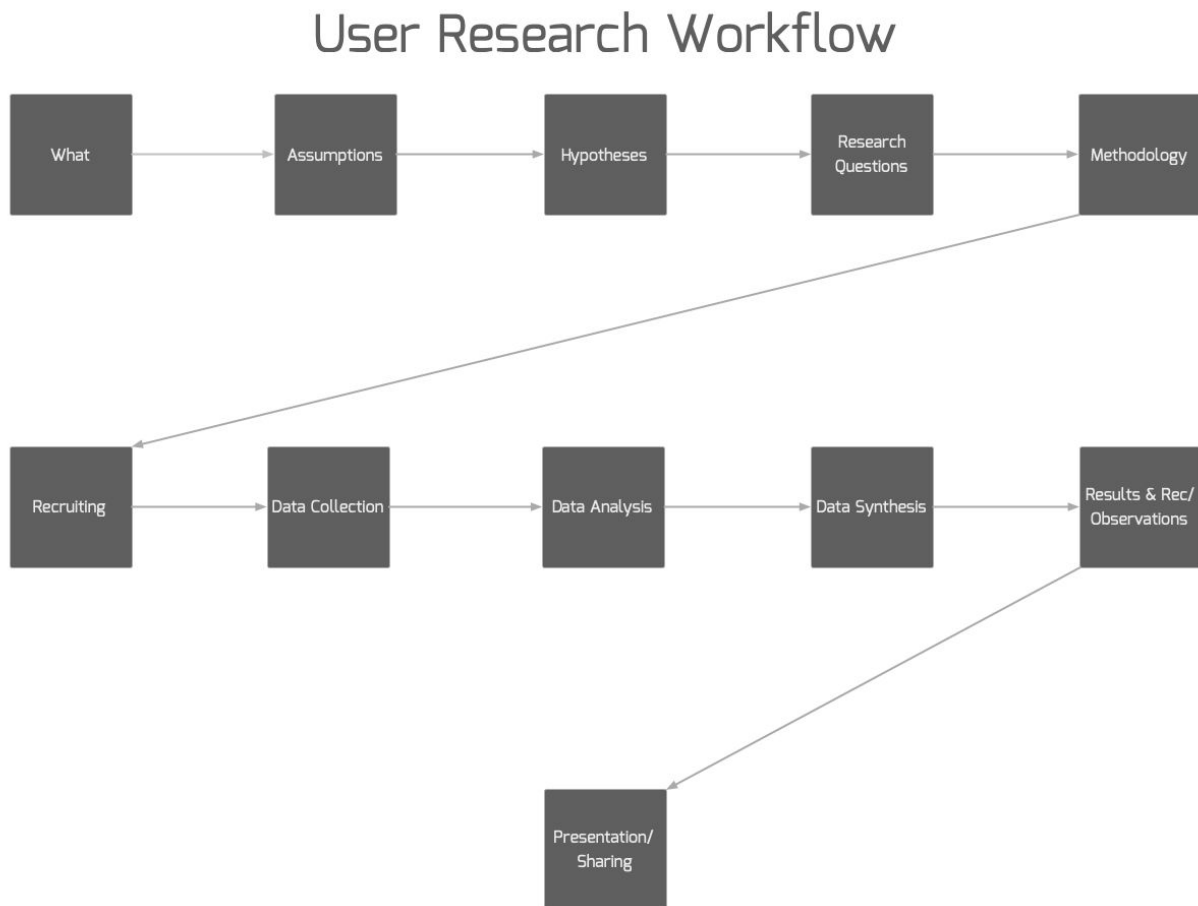 User Research Workflow
What
Assumptions
Hypotheses
Research
Questions
Methodology
Recruiting
Data Collection
Data Analysis
Data Synthesis
Results & Rec/
Observations
Presentation/
Sharing